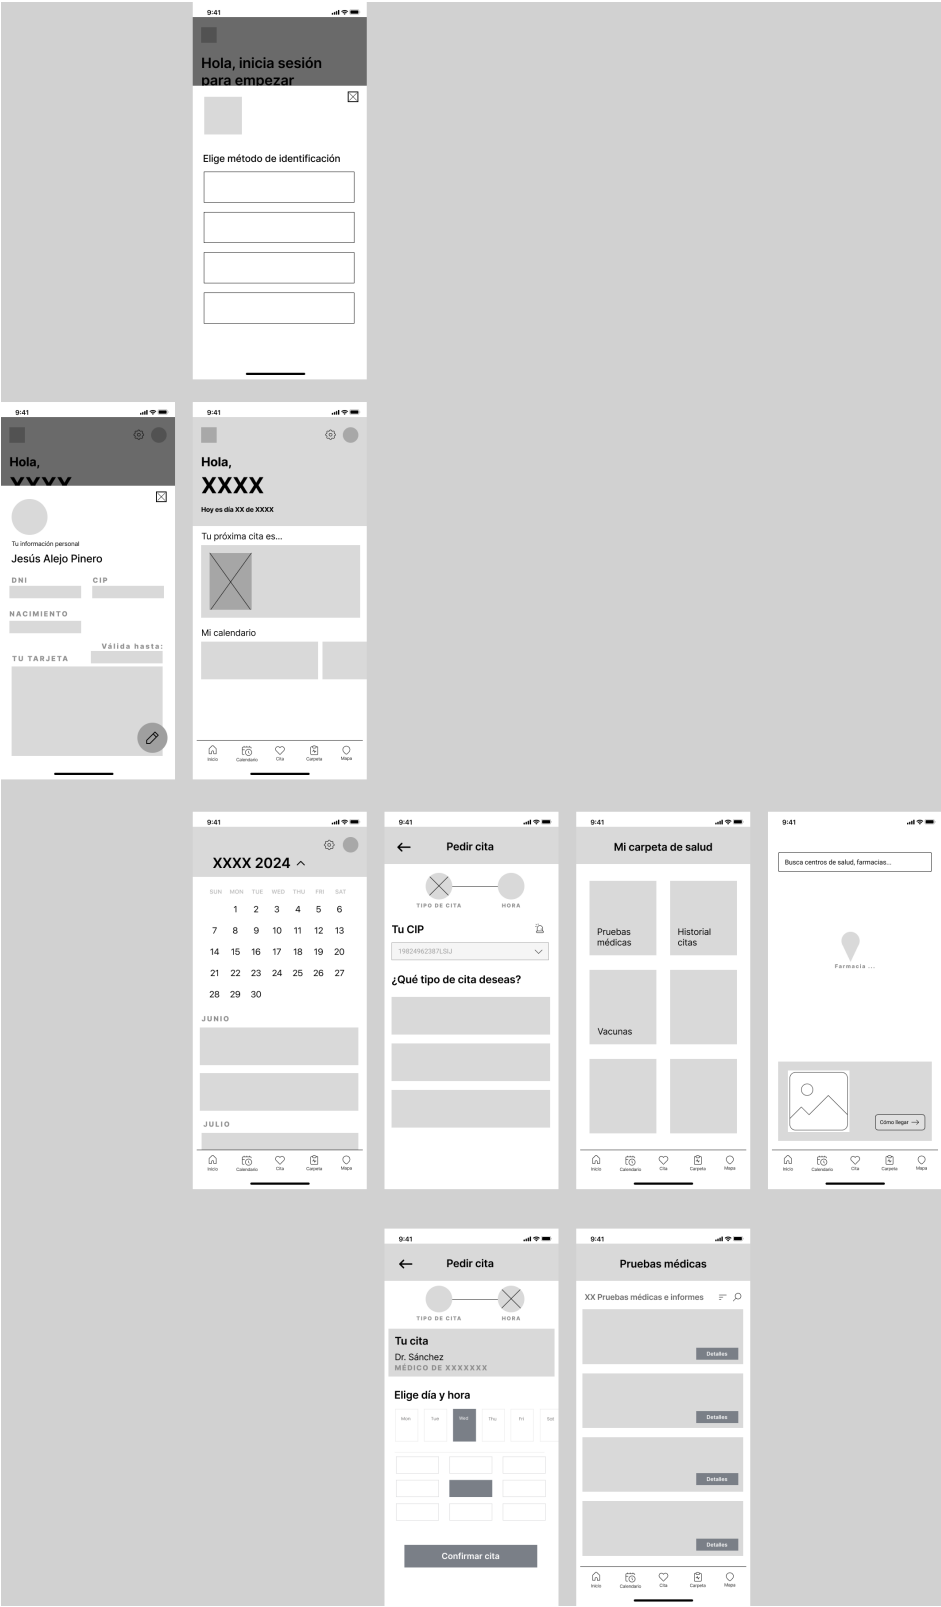 9:41
Hola, inicia sesión
para empezar
Elige método de identificación
9:41
Hola,
XXXX
Tu información personal
Jesús Alejo Pinero
DNI CIP
NACIMIENTO
Válida hasta:
TU TARJETA
9:41
Hola,
XXXX
Hoy es día XX de XXXX
Tu próxima cita es...
Mi calendario
Inicio Calendario Cita Carpeta Mapa
9:41
XXXX 2024
SUN MON TUE WED THU FRI SAT
1 2 3 4 5 6
7 8 9 10 11 12 13
14 15 16 17 18 19 20
21 22 23 24 25 26 27
28 29 30
JUNIO
JULIO
Inicio Calendario Cita Carpeta Mapa
9:41
Pedir cita
TIPO DE CITA HORA
Tu CIP
19824962387LSIJ
¿Qué tipo de cita deseas?
9:41
Mi carpeta de salud
Pruebas
médicas
Historial
citas
Vacunas
Inicio Calendario Cita Carpeta Mapa
9:41
Busca centros de salud, farmacias...
Farmasia ...
Cómo llegar
Inicio Calendario Cita Carpeta Mapa
9:41
Pedir cita
TIPO DE CITA HORA
Tu cita
Dr. Sánchez
MÉDICO DE XXXXXXX
Elige día y hora
Mon Tue Wed Thu Fri Sat
Confirmar cita
9:41
Pruebas médicas
XX Pruebas médicas e informes
Detalles
Detalles
Detalles
Detalles
Inicio Calendario Cita Carpeta Mapa